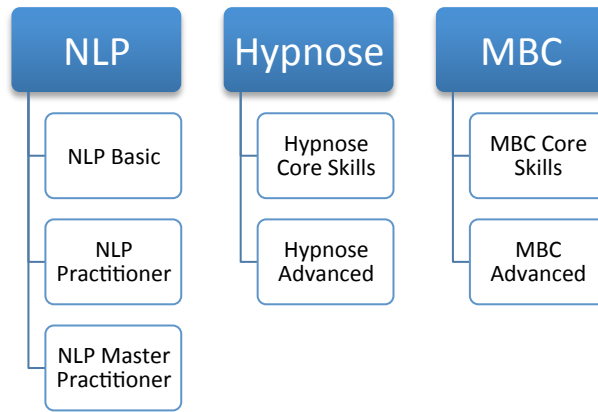 NLP
NLP Basic
NLP
Practitioner
NLP Master
Practitioner
Hypnose
Hypnose
Core Skills
Hypnose
Advanced
MBC
MBC Core
Skills
MBC
Advanced